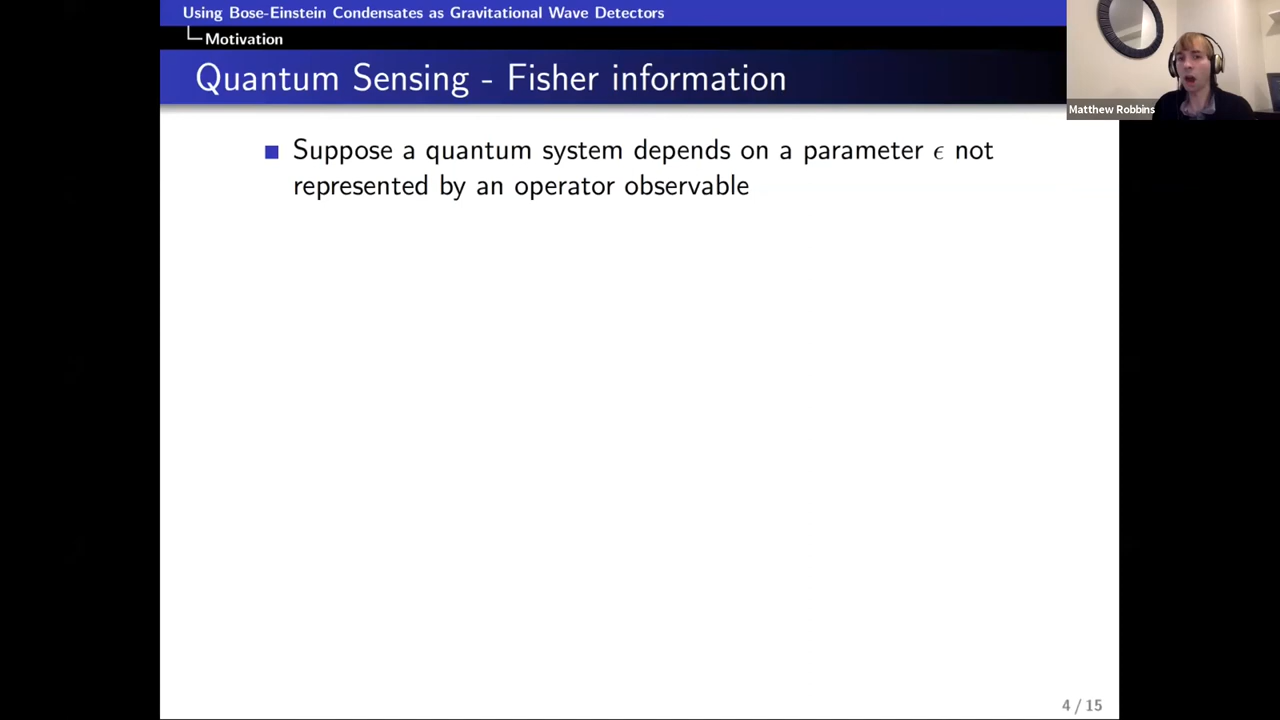 Using Bose-Einstein Condensates as Gravitational Wave Detectors
Motivation
Quantum Sensing - Fisher information
Matthew Robbins
Suppose a quantum system depends on a parameter ϵ not
represented by an operator observable
4 / 15